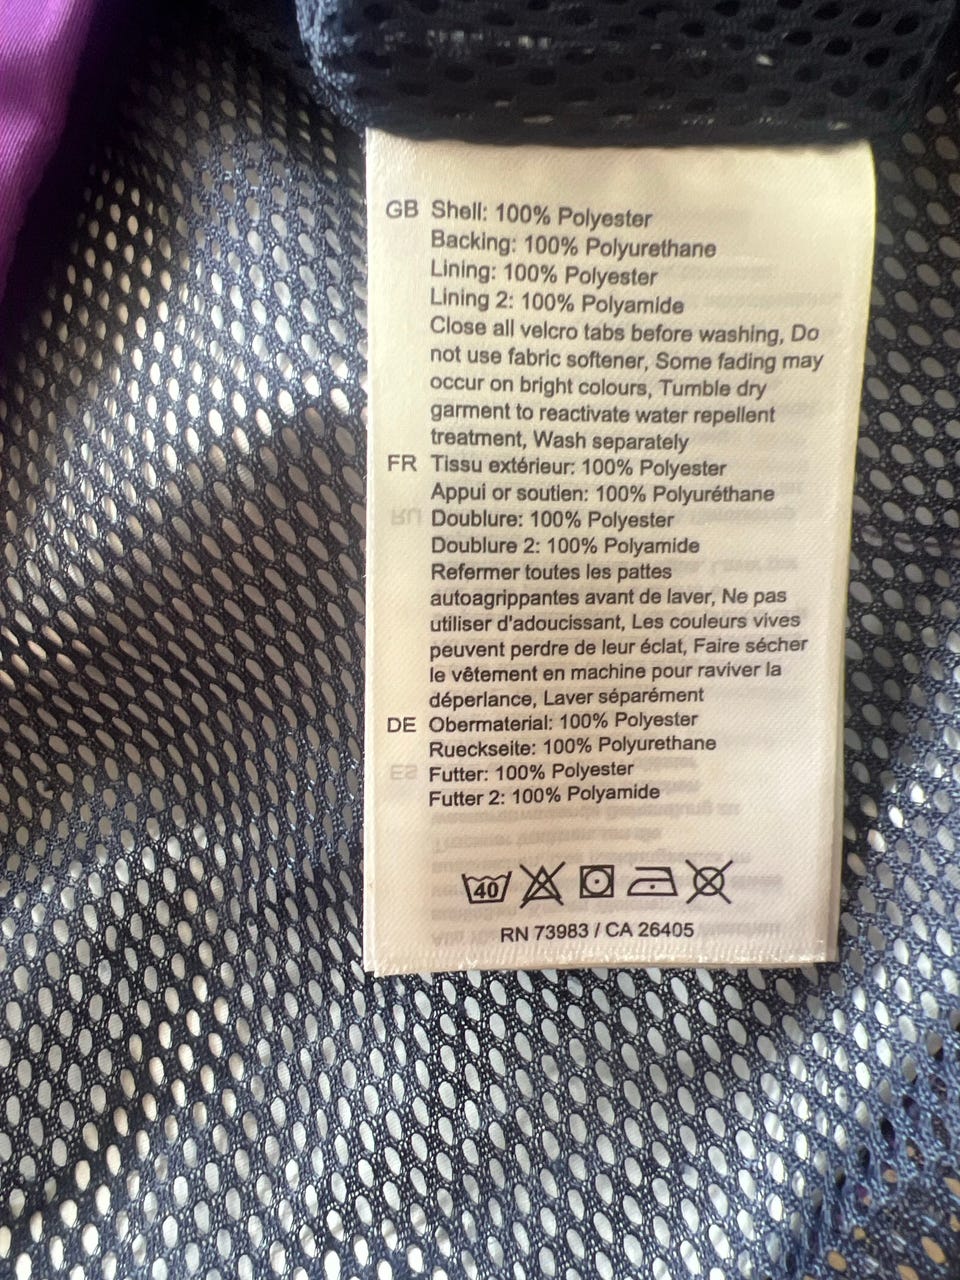 GB Shell: 100% Polyester
Backing: 100% Polyurethane
Lining: 100% Polyester
Lining 2: 100% Polyamide
Close all velcro tabs before washing, Do
not use fabric softener, Some fading may
occur on bright colours, Tumble dry
garment to reactivate water repellent
treatment, Wash separately
FR Tissu extérieur: 100% Polyester
Appui or soutien: 100% Polyuréthane
Doublure: 100% Polyester
Doublure 2: 100% Polyamide
Refermer toutes les pattes
autoagrippantes avant de laver, Ne pas
utiliser d'adoucissant, Les couleurs vives
peuvent perdre de leur éclat, Faire sécher
le vêtement en machine pour raviver la
déperlance, Laver séparément
DE Obermaterial: 100% Polyester
Rueckseite: 100% Polyurethane
Futter: 100% Polyester
Futter 2: 100% Polyamide
40
RN 73983 / CA 26405